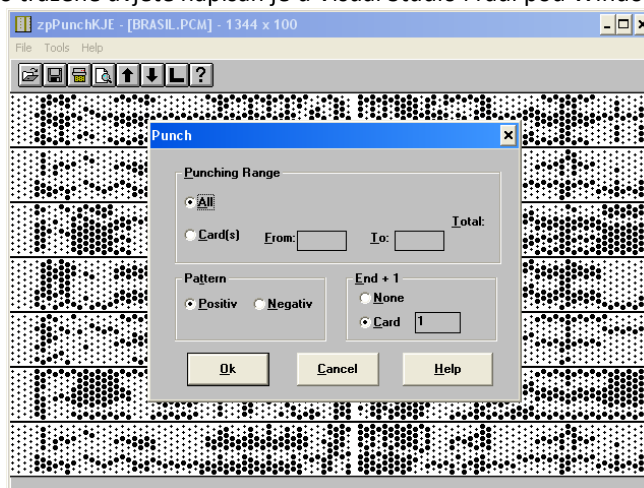 zpPunchKJE - [BRASIL.PCM] - 1344 x 100
File Tools Help
Punch
Punching Range
All
Card(s) From: To: Total:
Pattern
Positiv Negativ
End + 1
None
Card 1
Ok Cancel Help